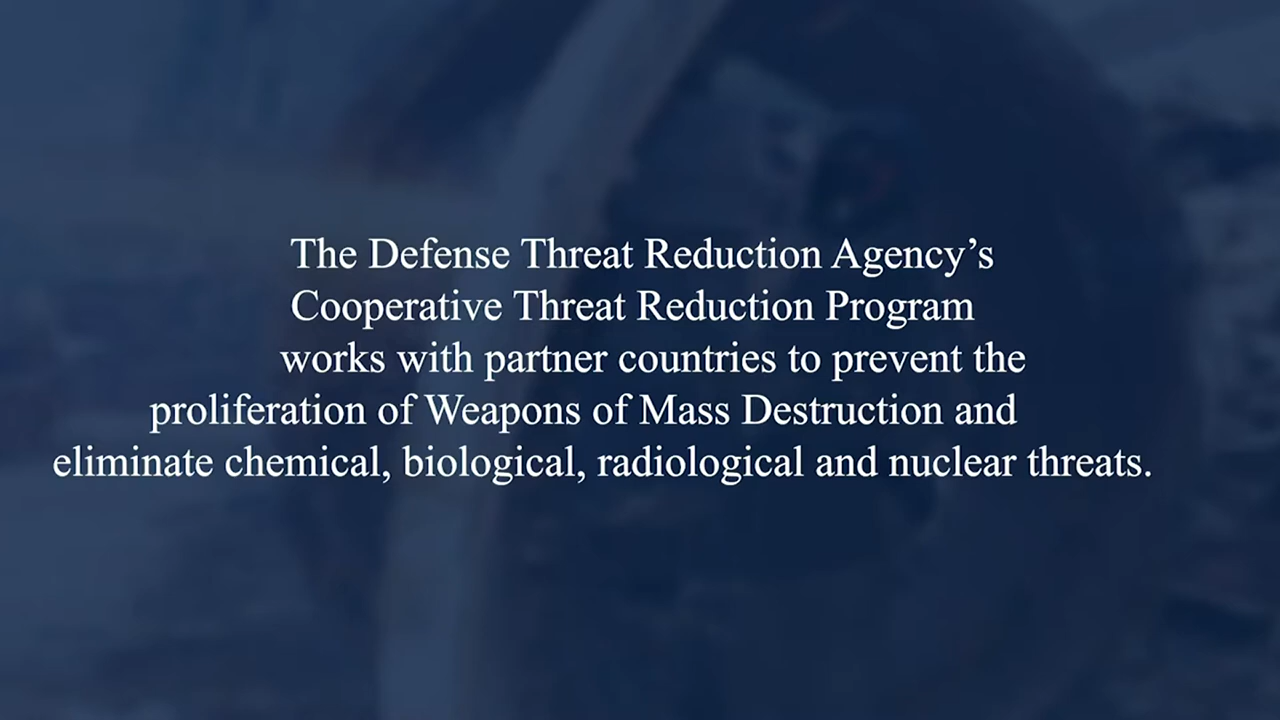 The Defense Threat Reduction Agency’s
Cooperative Threat Reduction Program
works with partner countries to prevent the
proliferation of Weapons of Mass Destruction and
eliminate chemical, biological, radiological and nuclear threats.